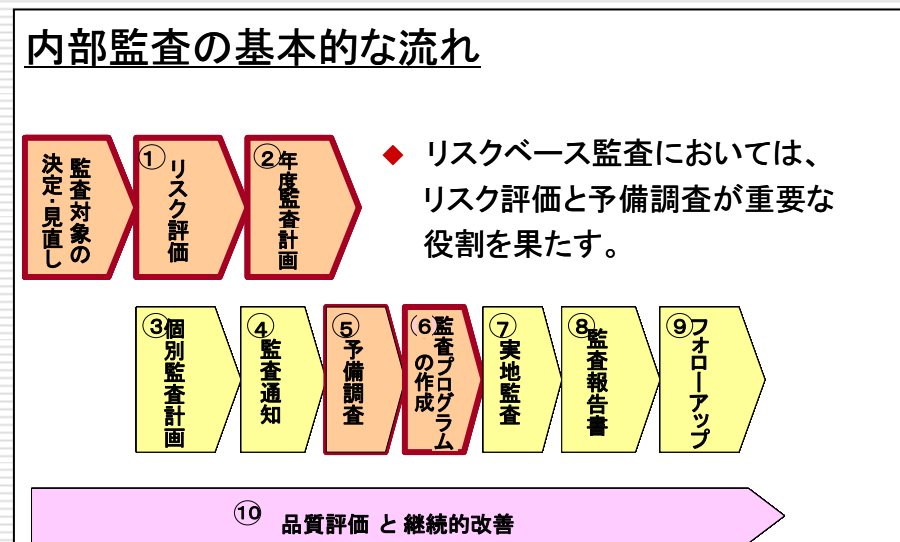 内部監査の基本的な流れ
監査対象の
決定・見直し
①
リスク評価
②
年度監査計画
◆ リスクベース監査においては、
リスク評価と予備調査が重要な
役割を果たす。
③
個別監査計画
④
監査通知
⑤
予備調査
⑥
監査プログラム
の作成
⑦
実地監査
⑧
監査報告書
⑨
フォローアップ
⑩
品質評価 と 継続的改善